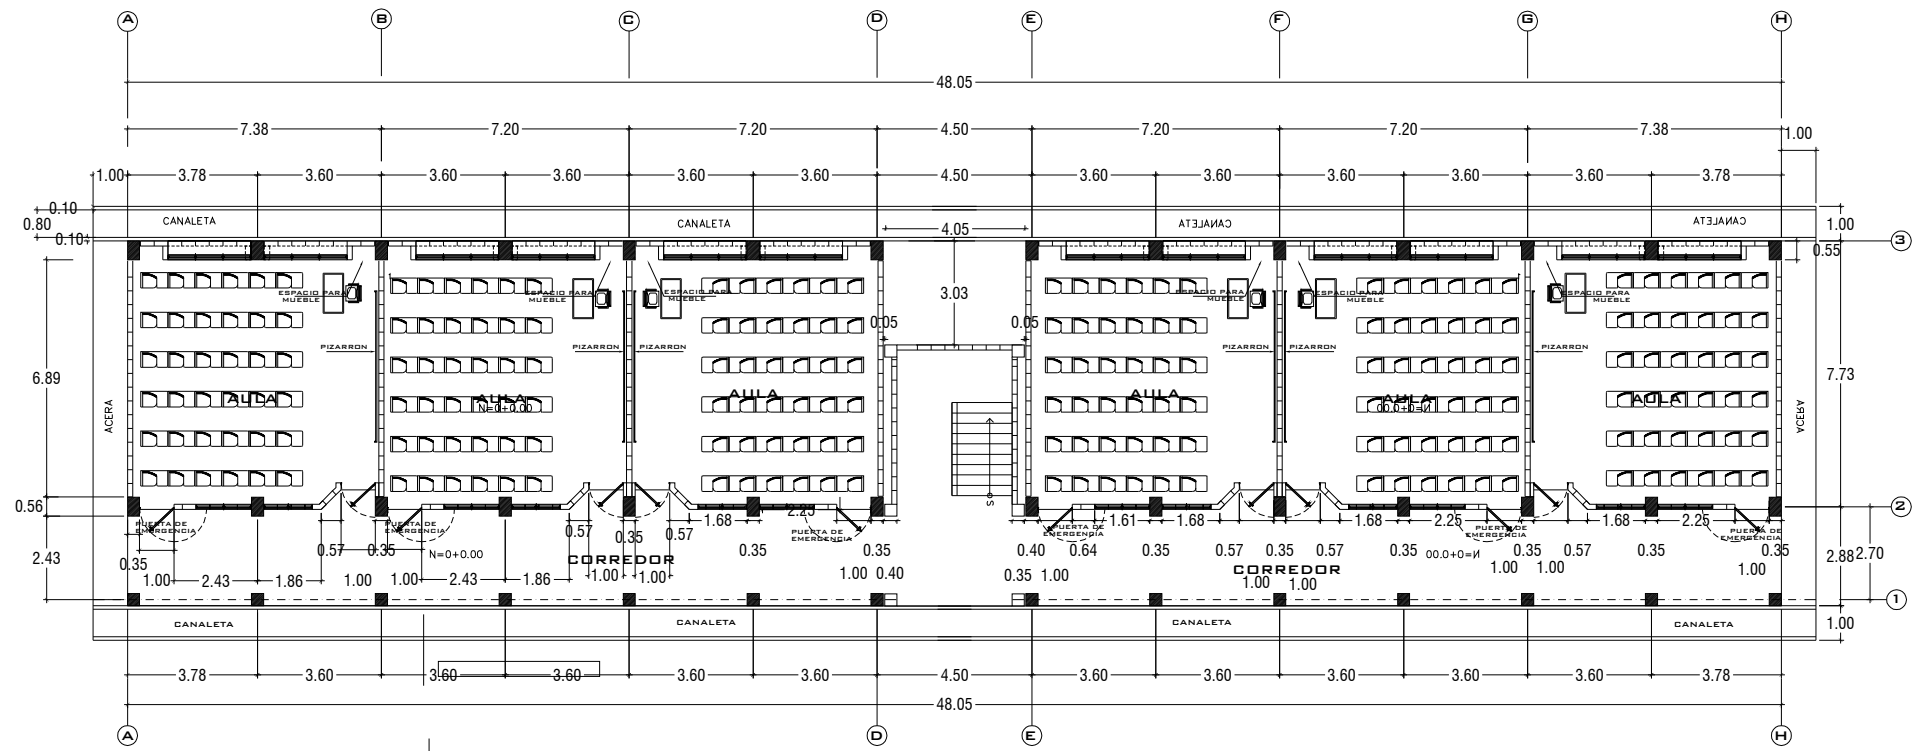 A B C D E F G H
48.05
7.38 7.20 7.20 4.50 7.20 7.20 7.38 1.00
1.00 3.78 3.60 3.60 3.60 3.60 3.60 4.50 3.60 3.60 3.60 3.60 3.60 3.78
0.10
0.80 CANALETA CANALETA CANALETA CANALETA 1.00
4.05
0.10 3
0.55
3.03
ESPACIO PARA MUEBLE
ESPACIO PARA MUEBLE
ESPACIO PARA MUEBLE
ESPACIO PARA MUEBLE
ESPACIO PARA MUEBLE
ESPACIO PARA MUEBLE
0.05 0.05
PIZARRON PIZARRON PIZARRON PIZARRON PIZARRON PIZARRON
6.89 7.73
AULA AULA AULA AULA AULA AULA
N=0+0.00 N=0+0.00
ACERA ACERA
S
0.56 2
2.25
1.68 1.61 1.68 1.68 2.25 1.68 2.25
PUERTA DE EMERGENCIA
PUERTA DE EMERGENCIA
PUERTA DE EMERGENCIA
PUERTA DE EMERGENCIA
PUERTA DE EMERGENCIA
PUERTA DE EMERGENCIA
0.57 0.57
0.35
0.57 0.35 0.35 0.35 0.40 0.64 0.35 0.57 0.35 0.57 0.35 0.35 0.57 0.35 0.35
2.43 N=0+0.00 CORREDOR N=0+0.00 2.88 2.70
0.35 CORREDOR
1.00 2.43 1.86 1.00 1.00 2.43 1.86 1.00 1.00 1.00 0.40 0.35 1.00 1.00 1.00 1.00 1.00 1.00
1
CANALETA CANALETA CANALETA CANALETA 1.00
3.78 3.60 3.60 3.60 3.60 3.60 4.50 3.60 3.60 3.60 3.60 3.60 3.78
48.05
A D E H